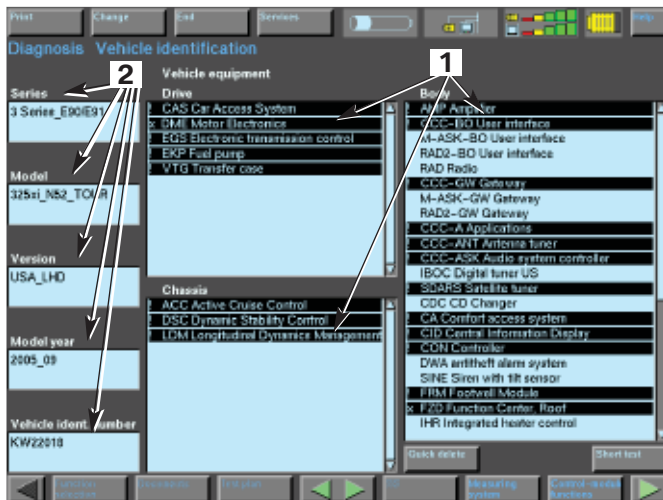 Print
Change
End
Services
Help
Diagnosis Vehicle identification
2
1
Vehicle equipment
Series
3 Series_E90/E91
Model
325xi_N52_TOUR
Version
USA_LHD
Model year
2005_09
Vehicle ident. number
KW22018
Drive
! CAS Car Access System
x DME Motor Electronics
! EGS Electronic transmission control
! EKP Fuel pump
! VTG Transfer case
Chassis
! ACC Active Cruise Control
! DSC Dynamic Stability Control
! LDM Longitudinal Dynamics Management
Body
! AMP Amplifier
! CCC-BO User interface
M-ASK-BO User interface
RAD2-BO User interface
RAD Radio
! CCC-GW Gateway
M-ASK-GW Gateway
RAD2-GW Gateway
! CCC-A Applications
! CCC-ANT Antenna tuner
! CCC-ASK Audio system controller
IBOC Digital tuner US
! SDARS Satellite tuner
CDC CD Changer
! CA Comfort access system
! CID Central Information Display
! CON Controller
DWA antitheft alarm system
SINE Siren with tilt sensor
! FRM Footwell Module
x FZD Function Center, Roof
IHR Integrated heater control
Quick delete
Short test
Function selection
Documents
Test plan
Measuring system
Control-module functions